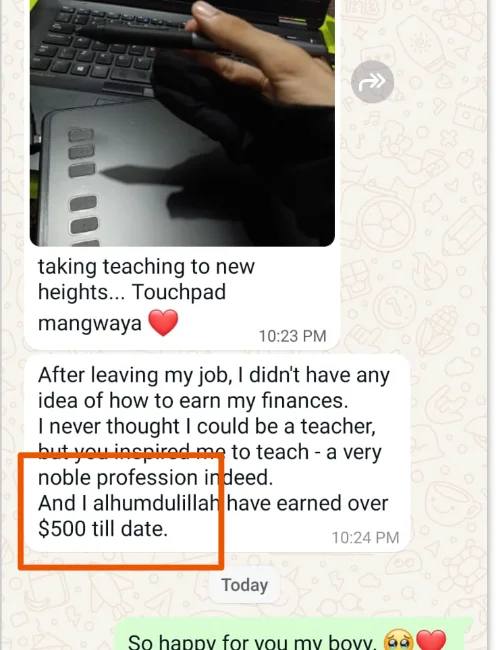 taking teaching to new
heights... Touchpad
mangwaya ❤️
10:23 PM
After leaving my job, I didn't have any
idea of how to earn my finances.
I never thought I could be a teacher,
but you inspired me to teach - a very
noble profession indeed.
And I alhumdulillah have earned over
$500 till date.
10:24 PM
Today
So happy for you my boyy. 🥹❤️